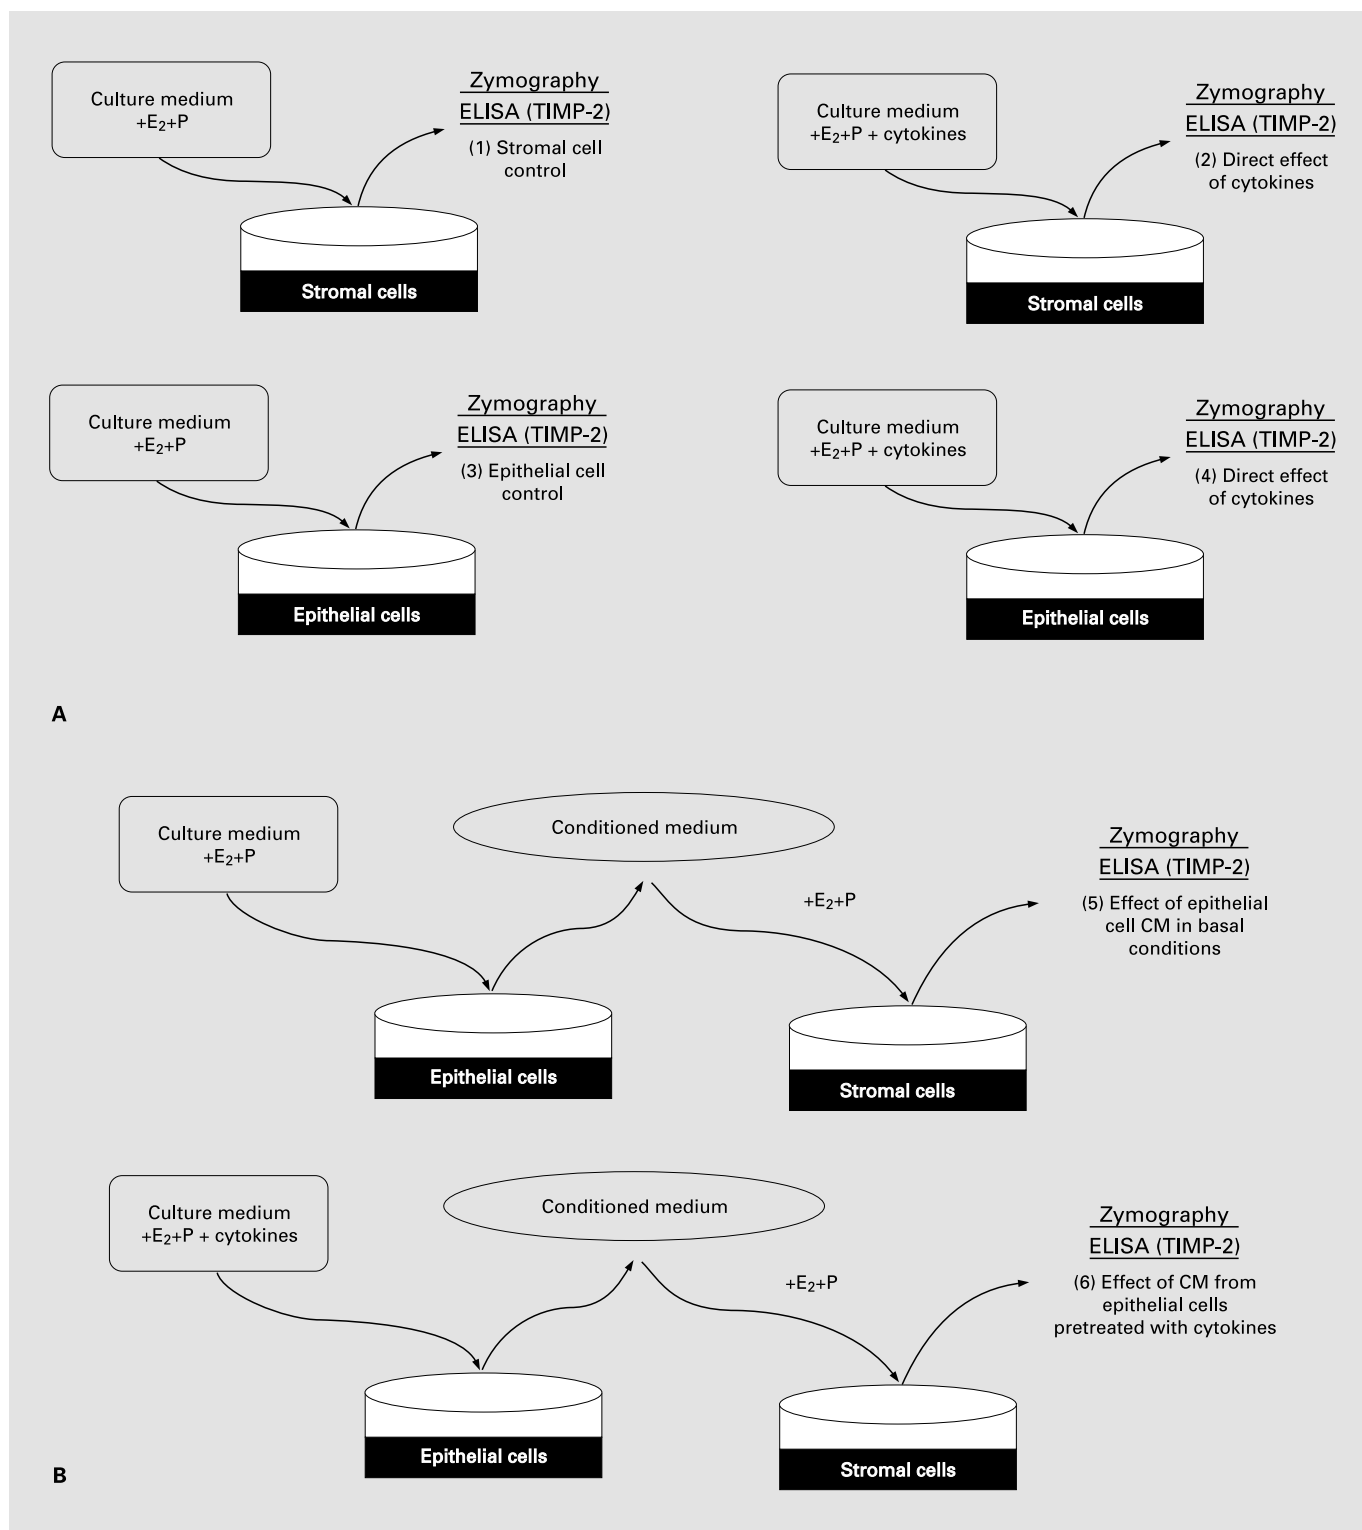 Culture medium
+E₂+P
Zymography
ELISA (TIMP-2)
(1) Stromal cell
control
Stromal cells
Culture medium
+E₂+P + cytokines
Zymography
ELISA (TIMP-2)
(2) Direct effect
of cytokines
Stromal cells
Culture medium
+E₂+P
Zymography
ELISA (TIMP-2)
(3) Epithelial cell
control
Epithelial cells
Culture medium
+E₂+P + cytokines
Zymography
ELISA (TIMP-2)
(4) Direct effect
of cytokines
Epithelial cells
A
Culture medium
+E₂+P
Conditioned medium
+E₂+P
Zymography
ELISA (TIMP-2)
(5) Effect of epithelial
cell CM in basal
conditions
Epithelial cells
Stromal cells
Culture medium
+E₂+P + cytokines
Conditioned medium
+E₂+P
Zymography
ELISA (TIMP-2)
(6) Effect of CM from
epithelial cells
pretreated with cytokines
Epithelial cells
Stromal cells
B